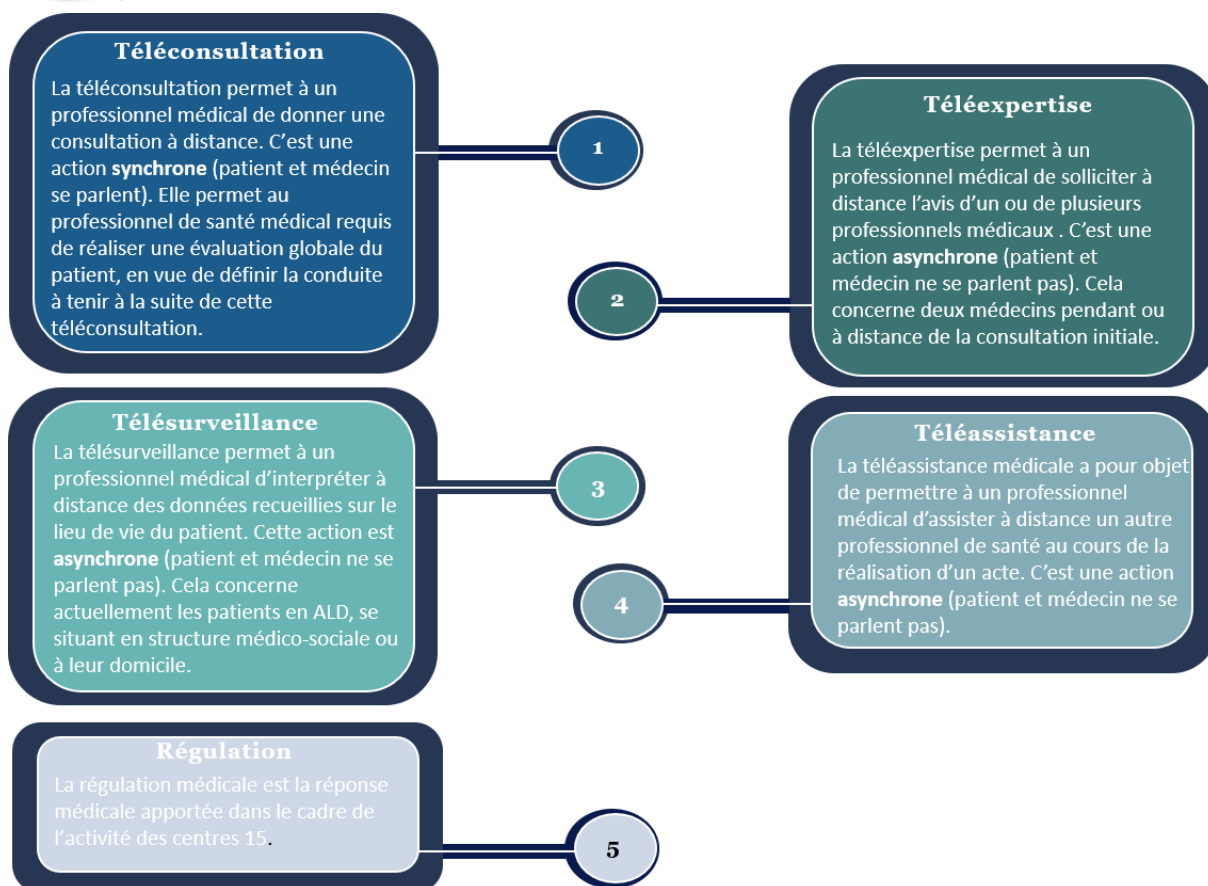 Téléconsultation
La téléconsultation permet à un
professionnel médical de donner une
consultation à distance. C'est une
action synchrone (patient et médecin
se parlent). Elle permet au
professionnel de santé médical requis
de réaliser une évaluation globale du
patient, en vue de définir la conduite
à tenir à la suite de cette
téléconsultation.
1
Téléexpertise
La téléexpertise permet à un
professionnel médical de solliciter à
distance l'avis d'un ou de plusieurs
professionnels médicaux . C'est une
action asynchrone (patient et
médecin ne se parlent pas). Cela
concerne deux médecins pendant ou
à distance de la consultation initiale.
2
Télésurveillance
La télésurveillance permet à un
professionnel médical d'interpréter à
distance des données recueillies sur le
lieu de vie du patient. Cette action est
asynchrone (patient et médecin ne se
parlent pas). Cela concerne
actuellement les patients en ALD, se
situant en structure médico-sociale ou
à leur domicile.
3
Téléassistance
La téléassistance médicale a pour objet
de permettre à un professionnel
médical d'assister à distance un autre
professionnel de santé au cours de la
réalisation d'un acte. C'est une action
asynchrone (patient et médecin ne se
parlent pas).
4
Régulation
La régulation médicale est la réponse
médicale apportée dans le cadre de
l'activité des centres 15.
5